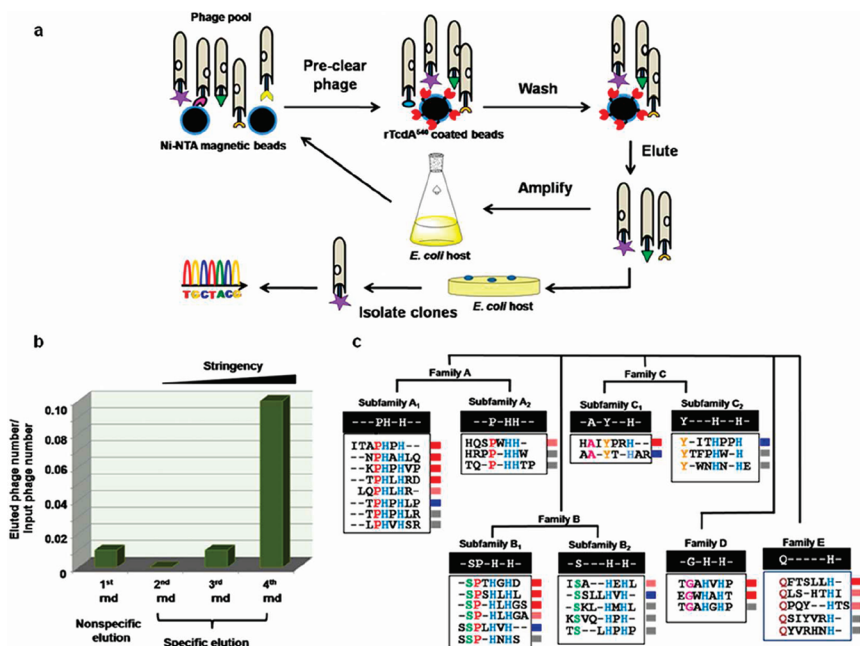 a
Phage pool
Pre-clear
phage
Wash
Ni-NTA magnetic beads
rTcdA⁵⁴⁰ coated beads
Elute
Amplify
E. coli host
TGCTACG
Isolate clones
E. coli
host
b
Stringency
Eluted phage number/
Input phage number
0.10
0.08
0.06
0.04
0.02
0
1st
rnd
2nd
rnd
3rd
rnd
4th
rnd
Nonspecific
elution
Specific elution
c
Family A
Subfamily A₁
---PH-H--
ITAPHPH--
--NPHAHLQ
--KPHPVHP
--TPHLHRD
-LQPHLHR-
--TPHPHLP
--TPHPHLR
--LPHVHSR
Subfamily A₂
--P-HH--
HQSPWHH-
HRPP-HHW
TQ-P-HHTP
Family C
Subfamily C₁
-A-Y--H-
HAIYPRH-
AA-YT-HAR
Subfamily C₂
Y---H--H
Y-ITHPPH
YTFPHW-H
Y-WNHN-HE
Family B
Subfamily B₁
-SP-H-H-
-SPTHGHD
-SPSHLHL
-SP-HLHGS
-SP-HLHGA
SSPLHVH-
SSP-HNHS
Subfamily B₂
-S---H-H-
ISA--HEHL
-SSLLHVH-
-SKL-HMHL
KSVQ-HPH-
TS--LHPHP
Family D
-G-H-H-
TGAHVHP
EGWHAHT
TGAHGHP
Family E
Q-----H-
QFTSLLH-
QLS-HTHI
QPQY--HTS
QSIYVRH-
QYVRHNH-